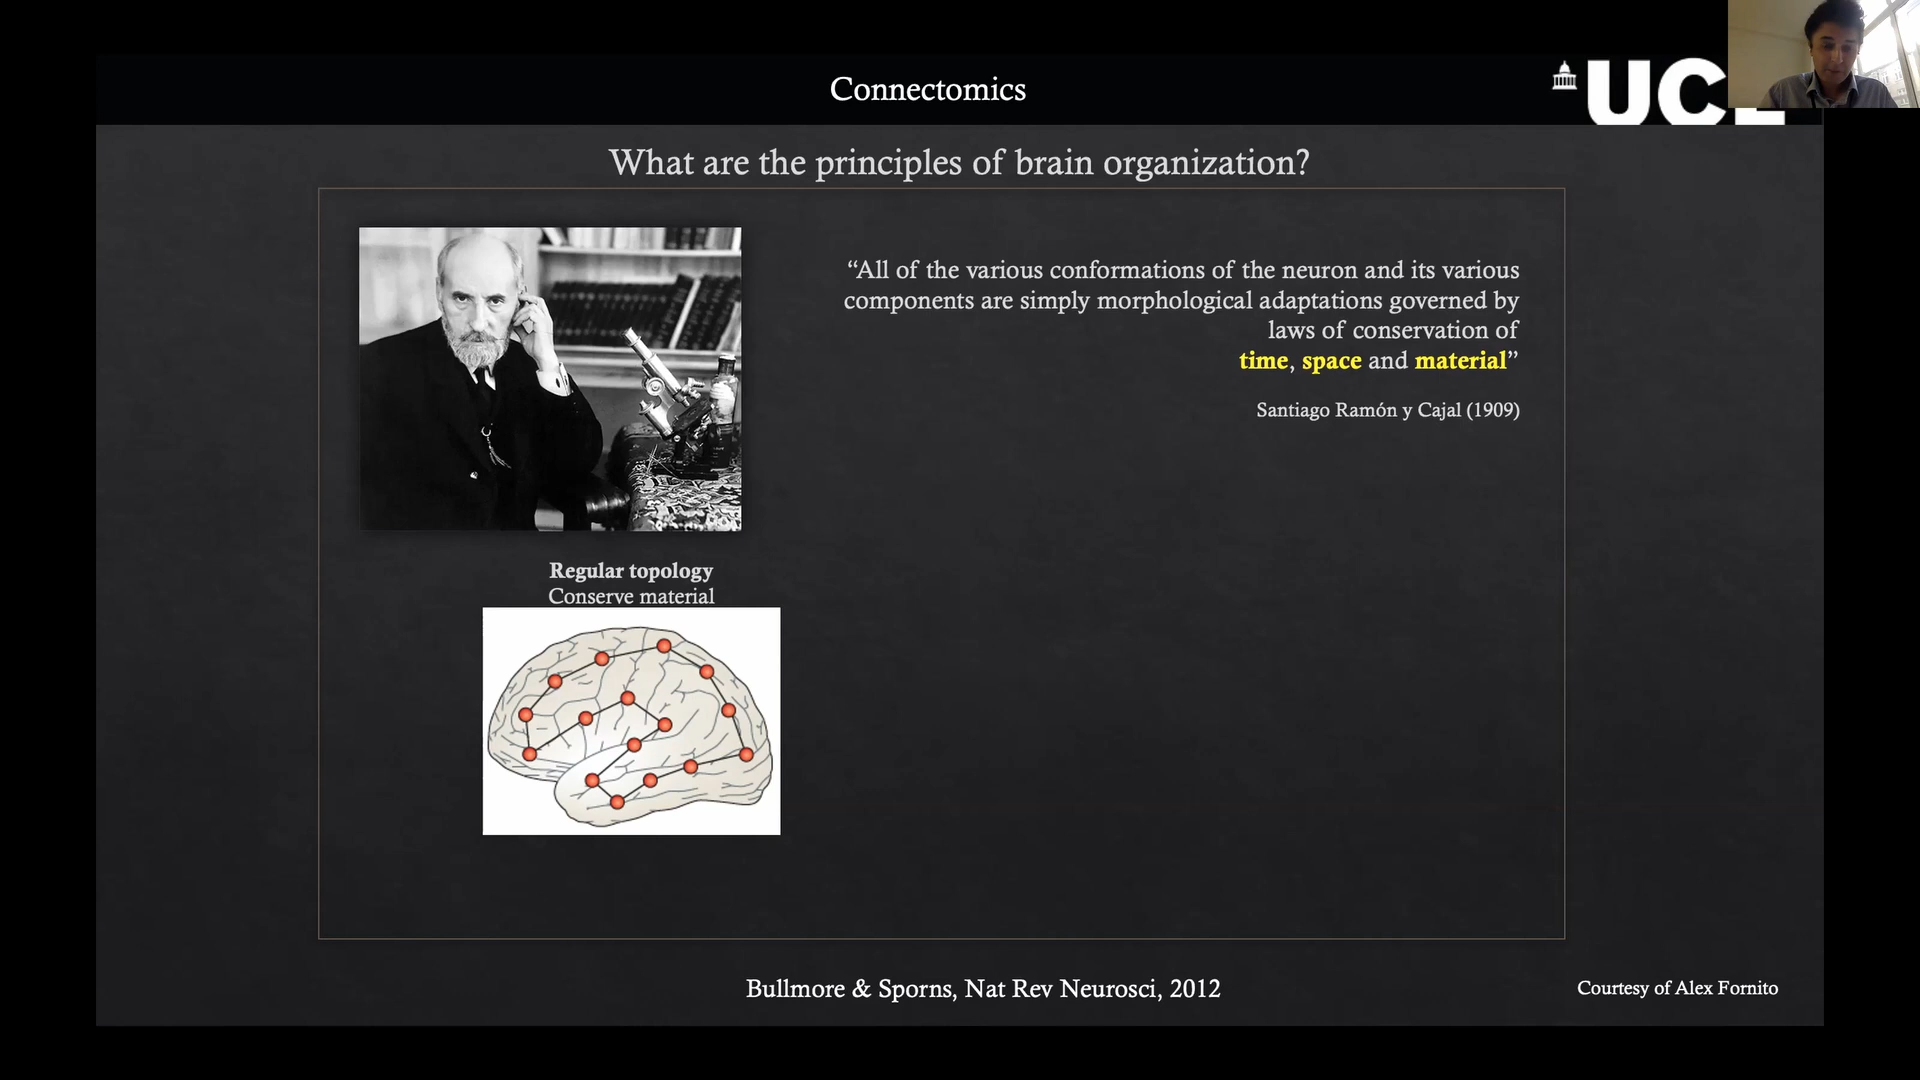 Connectomics
UCL
What are the principles of brain organization?
“All of the various conformations of the neuron and its various
components are simply morphological adaptations governed by
laws of conservation of
time, space and material”
Santiago Ramón y Cajal (1909)
Regular topology
Conserve material
Bullmore & Sporns, Nat Rev Neurosci, 2012
Courtesy of Alex Fornito